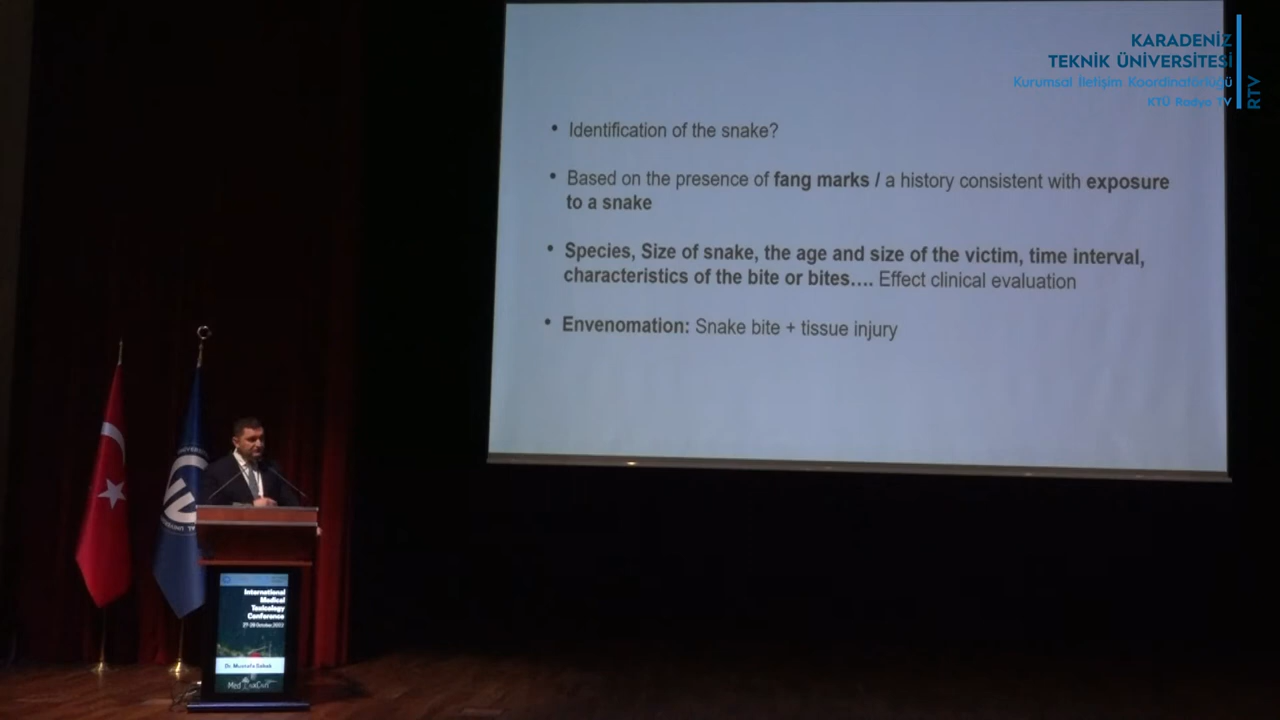 KARADENİZ
TEKNİK ÜNİVERSİTESİ
Kurumsal İletişim Koordinatörlüğü
KTÜ Radyo TV
RTV
• Identification of the snake?
• Based on the presence of fang marks / a history consistent with exposure
to a snake
• Species, Size of snake, the age and size of the victim, time interval,
characteristics of the bite or bites…. Effect clinical evaluation
• Envenomation: Snake bite + tissue injury
International
Medical
Toxicology
Conference
Dr. Mustafa Sabak